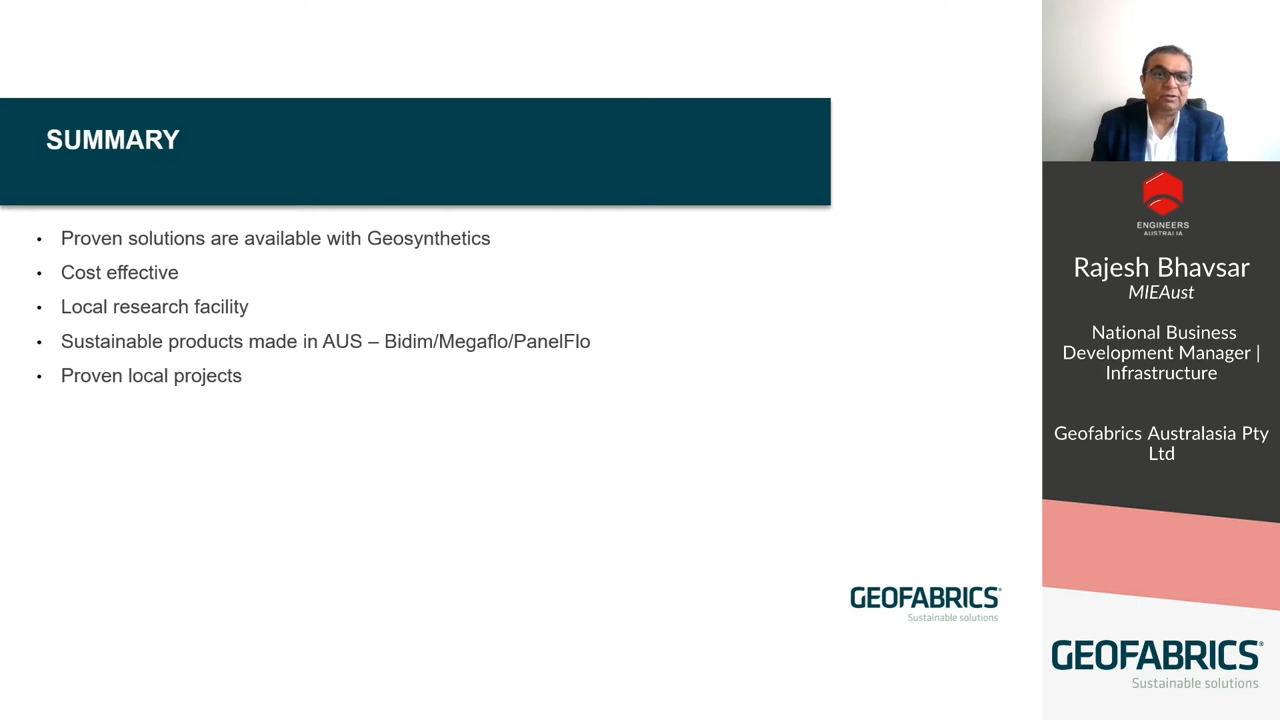 SUMMARY
• Proven solutions are available with Geosynthetics
• Cost effective
• Local research facility
• Sustainable products made in AUS – Bidim/Megaflo/PanelFlo
• Proven local projects
GEOFABRICS®
Sustainable solutions
ENGINEERS
AUSTRALIA
Rajesh Bhavsar
MIEAust
National Business
Development Manager |
Infrastructure
Geofabrics Australasia Pty
Ltd
GEOFABRICS®
Sustainable solutions